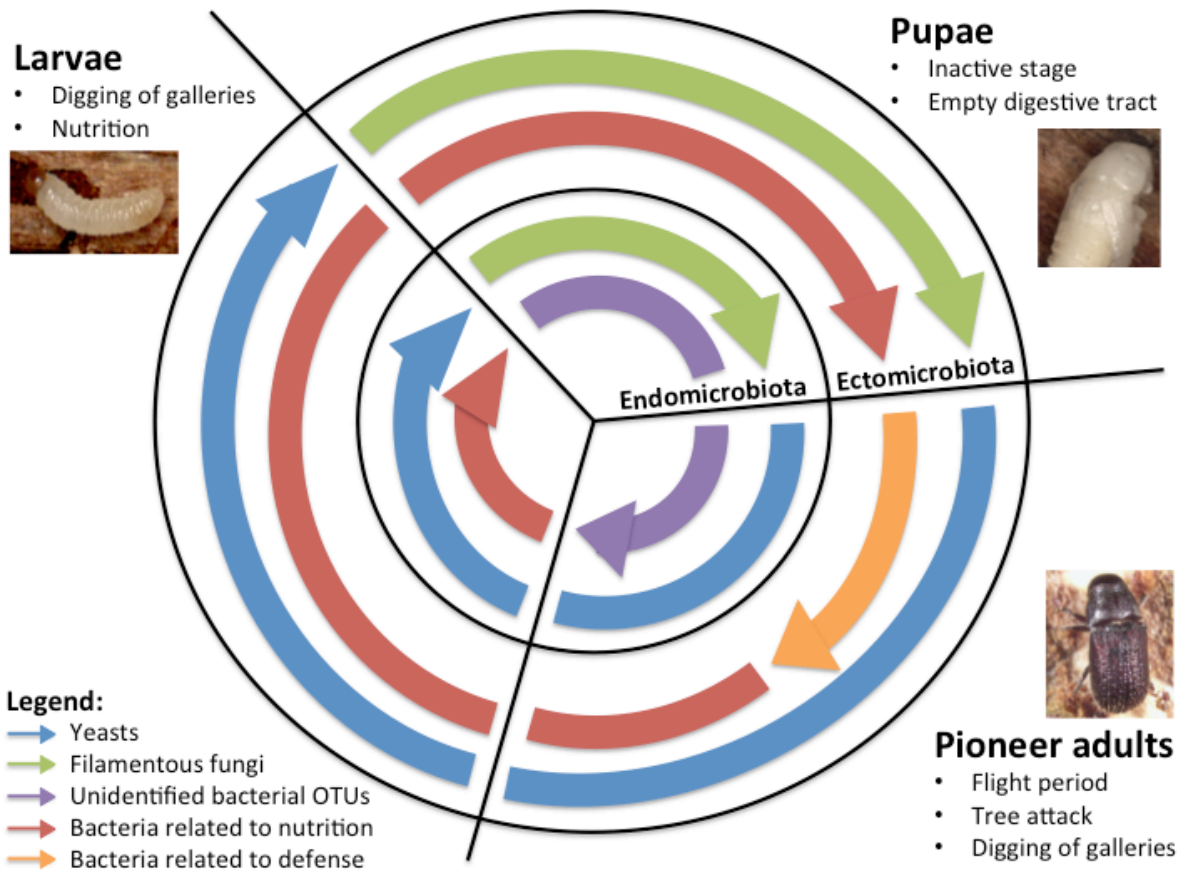 Larvae
• Digging of galleries
• Nutrition
Pupae
• Inactive stage
• Empty digestive tract
Endomicrobiota
Ectomicrobiota
Legend:
Yeasts
Filamentous fungi
Unidentified bacterial OTUs
Bacteria related to nutrition
Bacteria related to defense
Pioneer adults
• Flight period
• Tree attack
• Digging of galleries